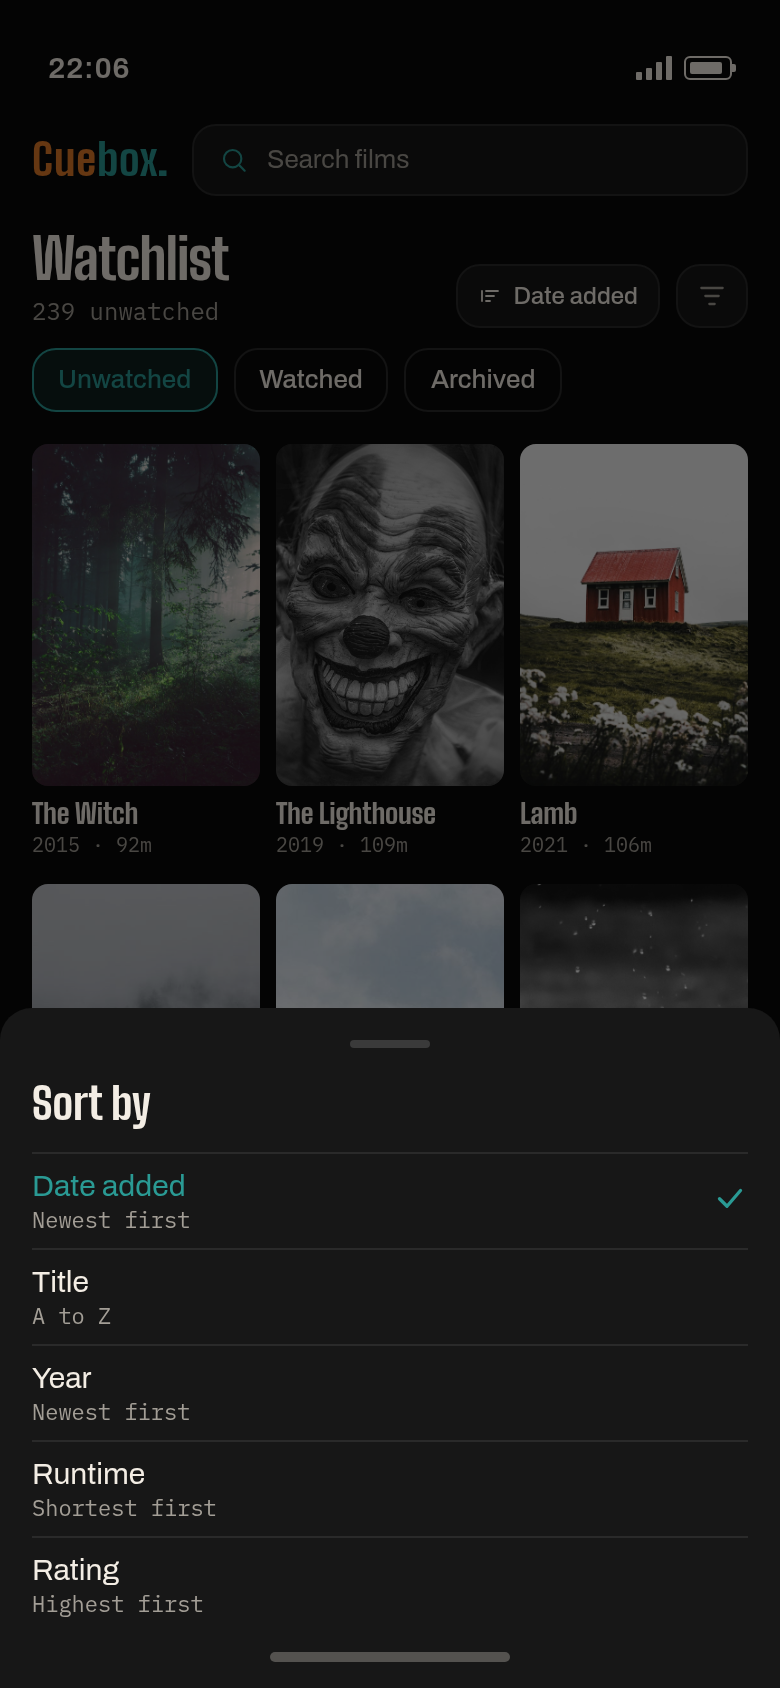 22:06
Cuebox.
Search films
Watchlist
239 unwatched
Date added
Unwatched
Watched
Archived
The Witch
The Lighthouse
Lamb
2015 · 92m
2019 · 109m
2021 · 106m
Sort by
Date added
Newest first
Title
A to Z
Year
Newest first
Runtime
Shortest first
Rating
Highest first